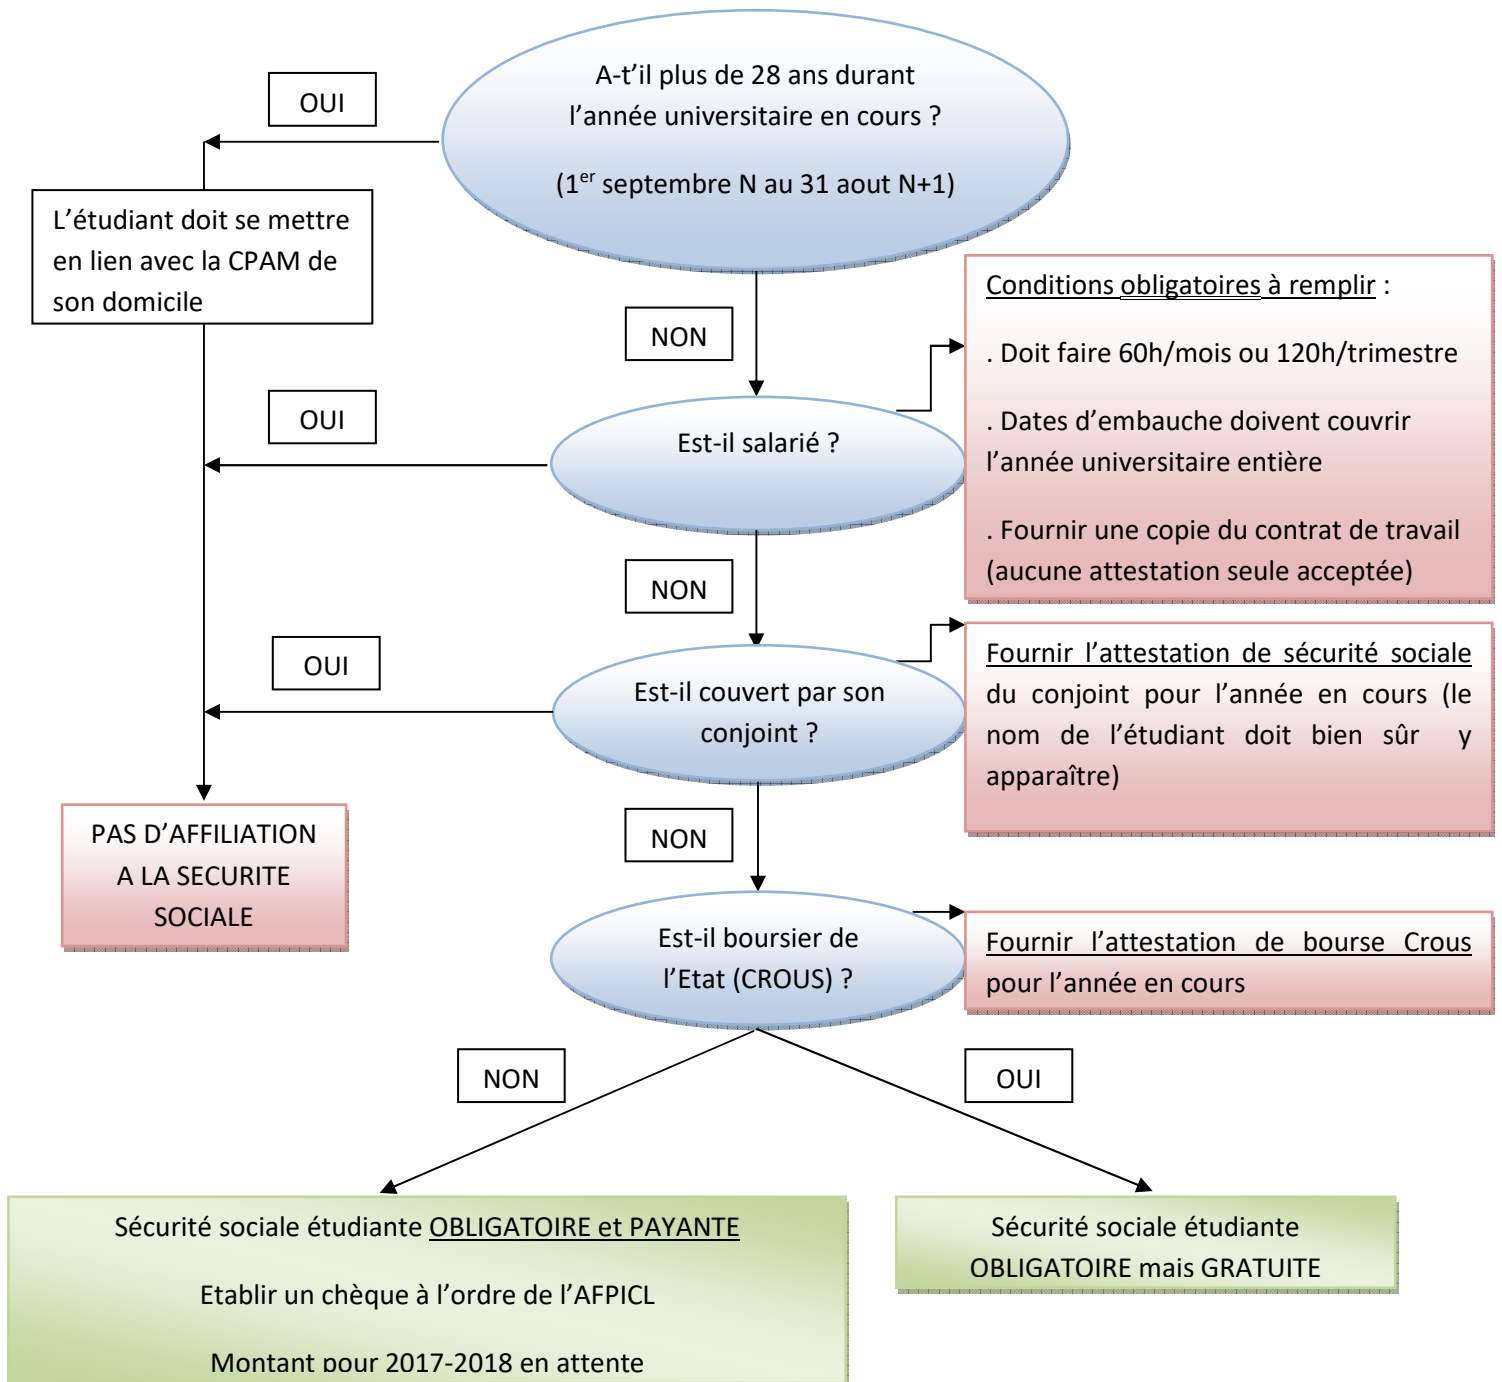 A-t'il plus de 28 ans durant
l'année universitaire en cours ?
(1er septembre N au 31 aout N+1)
OUI
L'étudiant doit se mettre
en lien avec la CPAM de
son domicile
NON
Conditions obligatoires à remplir :
. Doit faire 60h/mois ou 120h/trimestre
. Dates d'embauche doivent couvrir
l'année universitaire entière
. Fournir une copie du contrat de travail
(aucune attestation seule acceptée)
OUI
Est-il salarié ?
NON
OUI
Est-il couvert par son
conjoint ?
Fournir l'attestation de sécurité sociale
du conjoint pour l'année en cours (le
nom de l'étudiant doit bien sûr y
apparaître)
PAS D'AFFILIATION
A LA SECURITE
SOCIALE
NON
Est-il boursier de
l'Etat (CROUS) ?
Fournir l'attestation de bourse Crous
pour l'année en cours
NON
OUI
Sécurité sociale étudiante OBLIGATOIRE et PAYANTE
Etablir un chèque à l'ordre de l'AFPICL
Montant pour 2017-2018 en attente
Sécurité sociale étudiante
OBLIGATOIRE mais GRATUITE